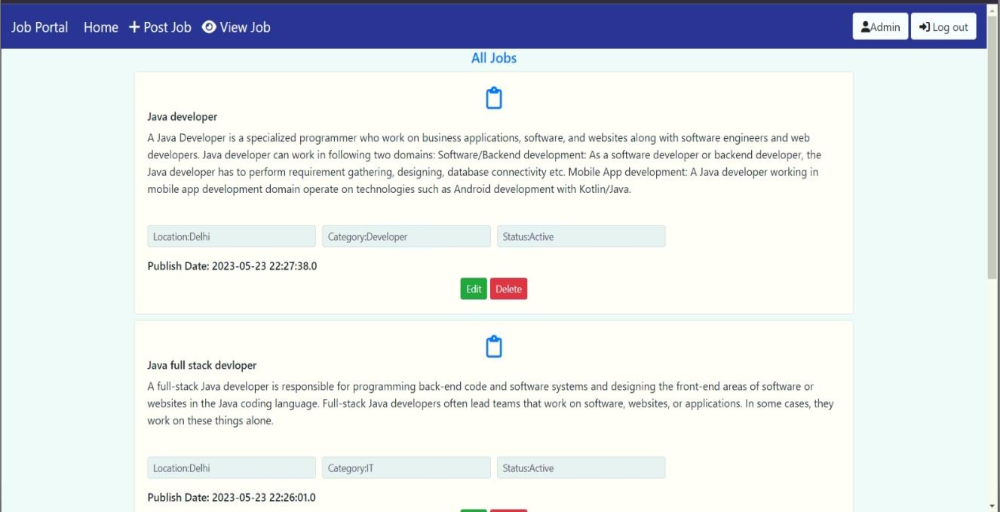 Job Portal Home + Post Job View Job Admin Log out
All Jobs
Java developer
A Java Developer is a specialized programmer who work on business applications, software, and websites along with software engineers and web
developers. Java developer can work in following two domains: Software/Backend development: As a software developer or backend developer, the
Java developer has to perform requirement gathering, designing, database connectivity etc. Mobile App development: A Java developer working in
mobile app development domain operate on technologies such as Android development with Kotlin/Java.
Location:Delhi Category:Developer Status:Active
Publish Date: 2023-05-23 22:27:38.0
Edit Delete
Java full stack devloper
A full-stack Java developer is responsible for programming back-end code and software systems and designing the front-end areas of software or
websites in the Java coding language. Full-stack Java developers often lead teams that work on software, websites, or applications. In some cases, they
work on these things alone.
Location:Delhi Category:IT Status:Active
Publish Date: 2023-05-23 22:26:01.0